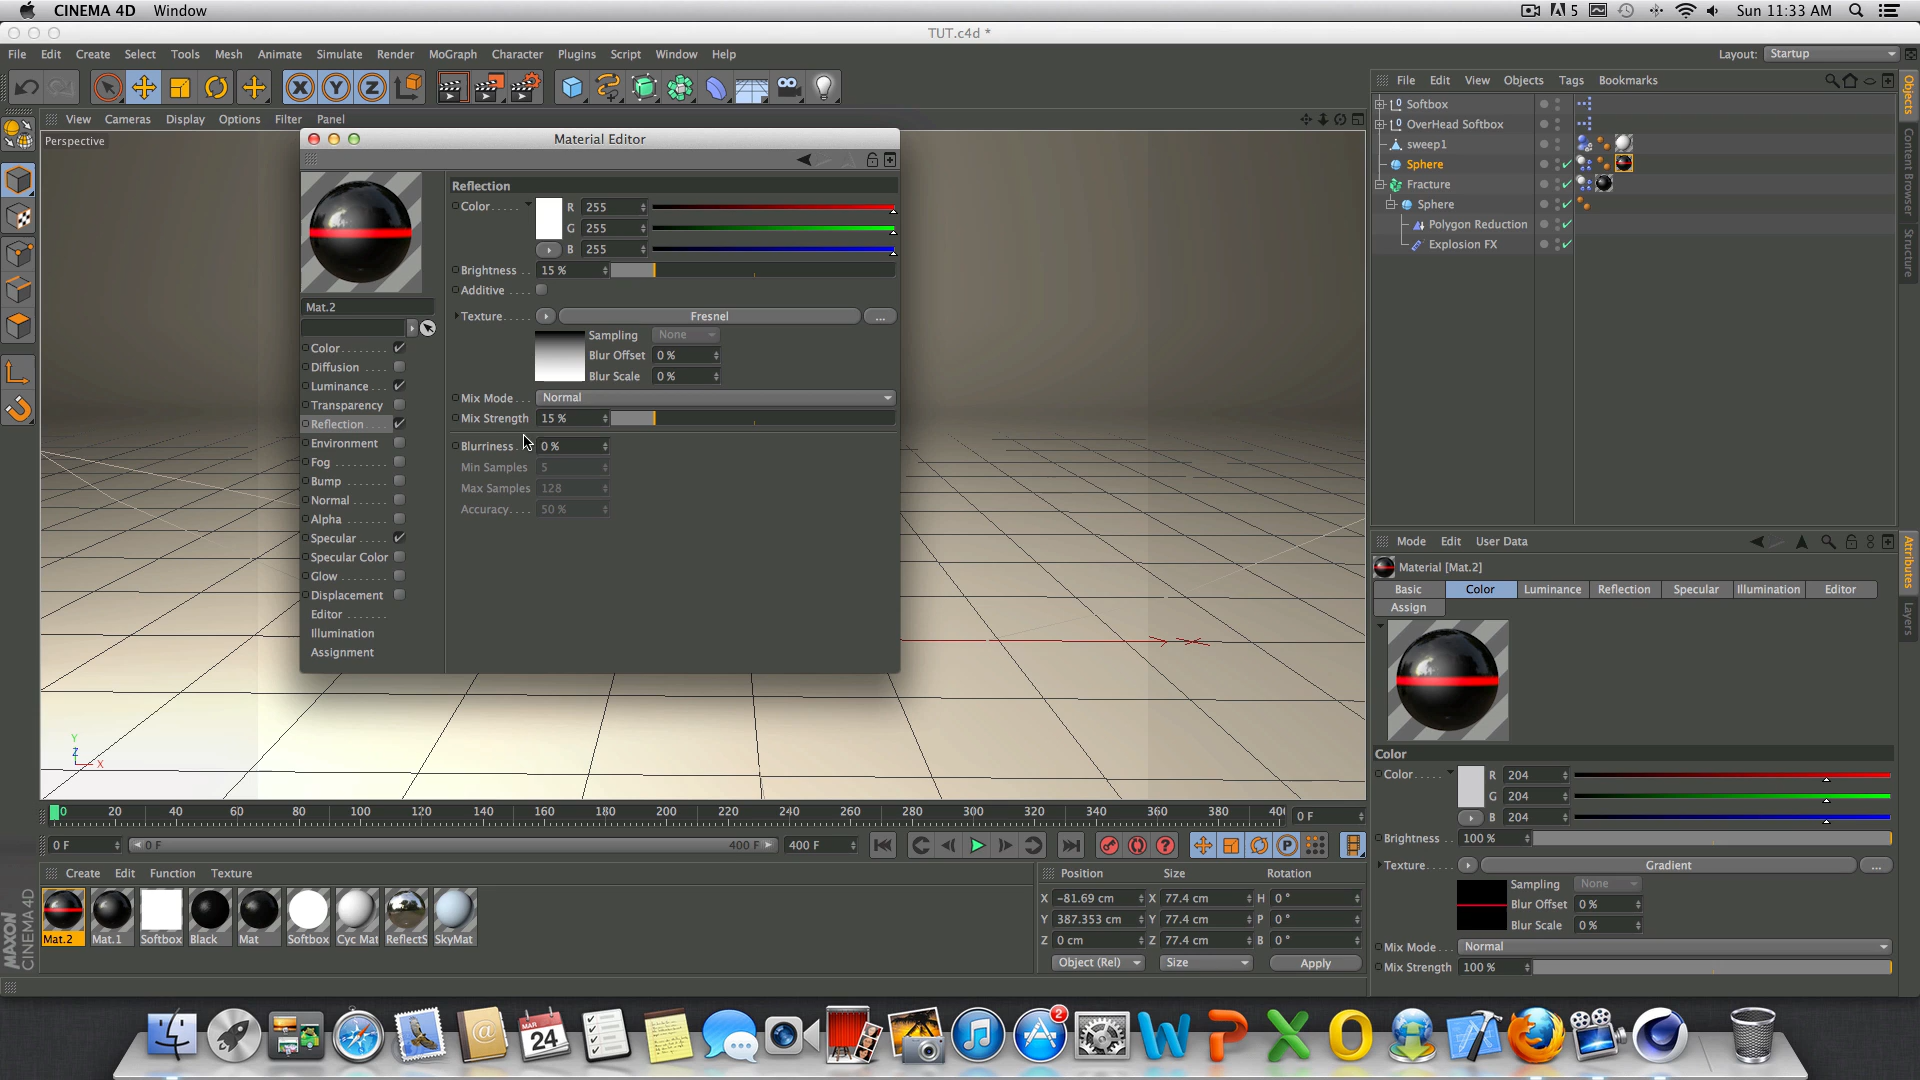 CINEMA 4D Window
5 Sun 11:33 AM
TUT.c4d *
File Edit Create Select Tools Mesh Animate Simulate Render MoGraph Character Plugins Script Window Help
Layout: Startup
File Edit View Objects Tags Bookmarks
Objects
Content Browser
Structure
Softbox
OverHead Softbox
sweep1
Sphere
Fracture
Sphere
Polygon Reduction
Explosion FX
View Cameras Display Options Filter Panel
Perspective
Material Editor
Mat.2
Color
Diffusion
Luminance
Transparency
Reflection
Environment
Fog
Bump
Normal
Alpha
Specular
Specular Color
Glow
Displacement
Editor
Illumination
Assignment
Reflection
Color R 255
G 255
B 255
Brightness 15 %
Additive
Texture Fresnel ...
Sampling None
Blur Offset 0 %
Blur Scale 0 %
Mix Mode Normal
Mix Strength 15 %
Blurriness 0 %
Min Samples 5
Max Samples 128
Accuracy 50 %
Y
Z
X
0 20 40 60 80 100 120 140 160 180 200 220 240 260 280 300 320 340 360 380 40
0 F
0 F 0 F 400 F 400 F
Create Edit Function Texture
Mat.2 Mat.1 Softbox Black Mat Softbox Cyc Mat ReflectS SkyMat
MAXON
CINEMA 4D
Position Size Rotation
X -81.69 cm X 77.4 cm H 0 °
Y 387.353 cm Y 77.4 cm P 0 °
Z 0 cm Z 77.4 cm B 0 °
Object (Rel) Size Apply
Mode Edit User Data
Attributes
Layers
Material [Mat.2]
Basic Color Luminance Reflection Specular Illumination Editor
Assign
Color
Color R 204
G 204
B 204
Brightness 100 %
Texture Gradient ...
Sampling None
Blur Offset 0 %
Blur Scale 0 %
Mix Mode Normal
Mix Strength 100 %
MAR
24
2